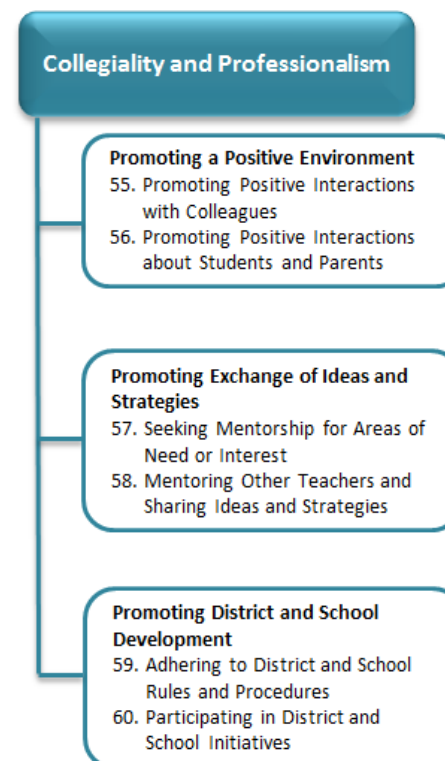 Collegiality and Professionalism
Promoting a Positive Environment
55. Promoting Positive Interactions
with Colleagues
56. Promoting Positive Interactions
about Students and Parents
Promoting Exchange of Ideas and
Strategies
57. Seeking Mentorship for Areas of
Need or Interest
58. Mentoring Other Teachers and
Sharing Ideas and Strategies
Promoting District and School
Development
59. Adhering to District and School
Rules and Procedures
60. Participating in District and
School Initiatives